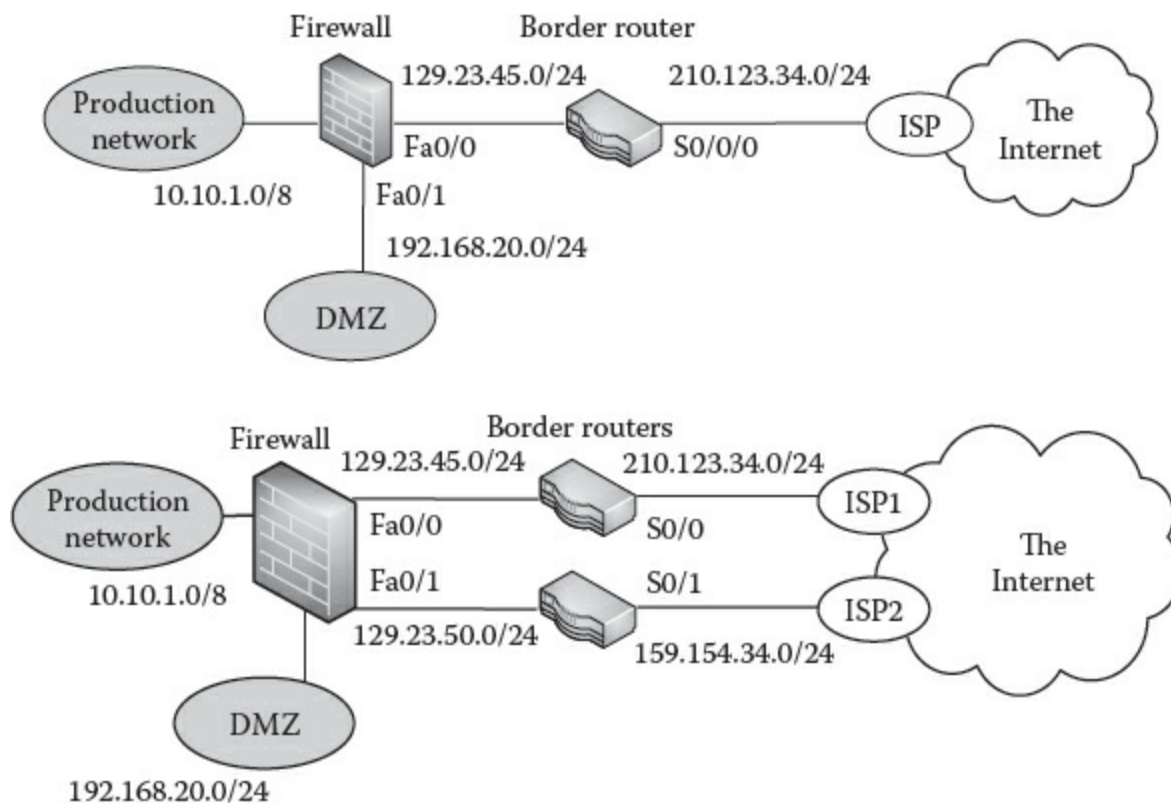 Firewall
Border router
129.23.45.0/24
210.123.34.0/24
Production
network
ISP
The
Internet
Fa0/0
S0/0/0
10.10.1.0/8
Fa0/1
192.168.20.0/24
DMZ
Firewall
Border routers
129.23.45.0/24
210.123.34.0/24
Production
network
ISP1
Fa0/0
S0/0
The
Internet
10.10.1.0/8
Fa0/1
S0/1
ISP2
129.23.50.0/24
159.154.34.0/24
DMZ
192.168.20.0/24